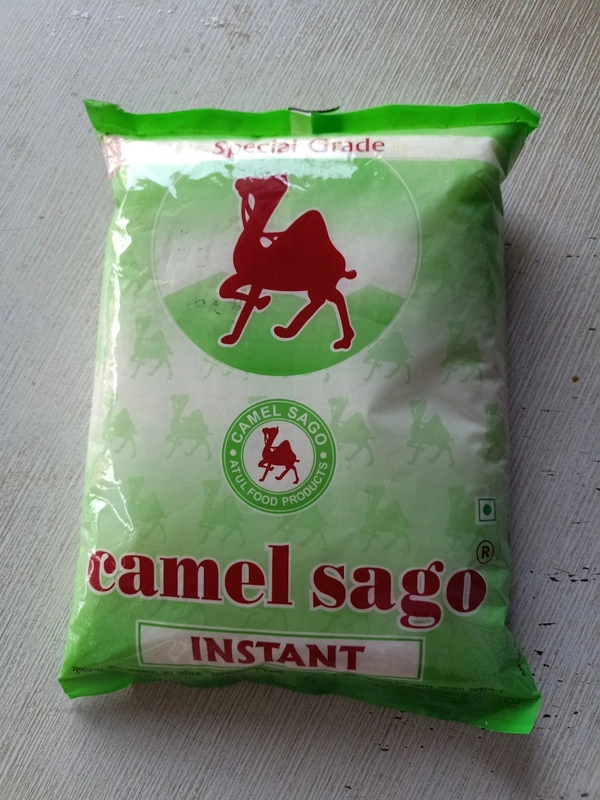 Special Grade
CAMEL SAGO
ATUL FOOD PRODUCTS
camel sago ®
INSTANT